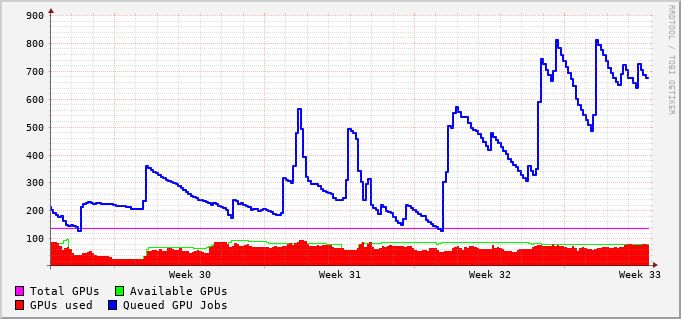 900
800
700
600
500
400
300
200
100
Week 30 Week 31 Week 32 Week 33
Total GPUs Available GPUs
GPUs used Queued GPU Jobs
RRDTOOL / TOBI OETIKER